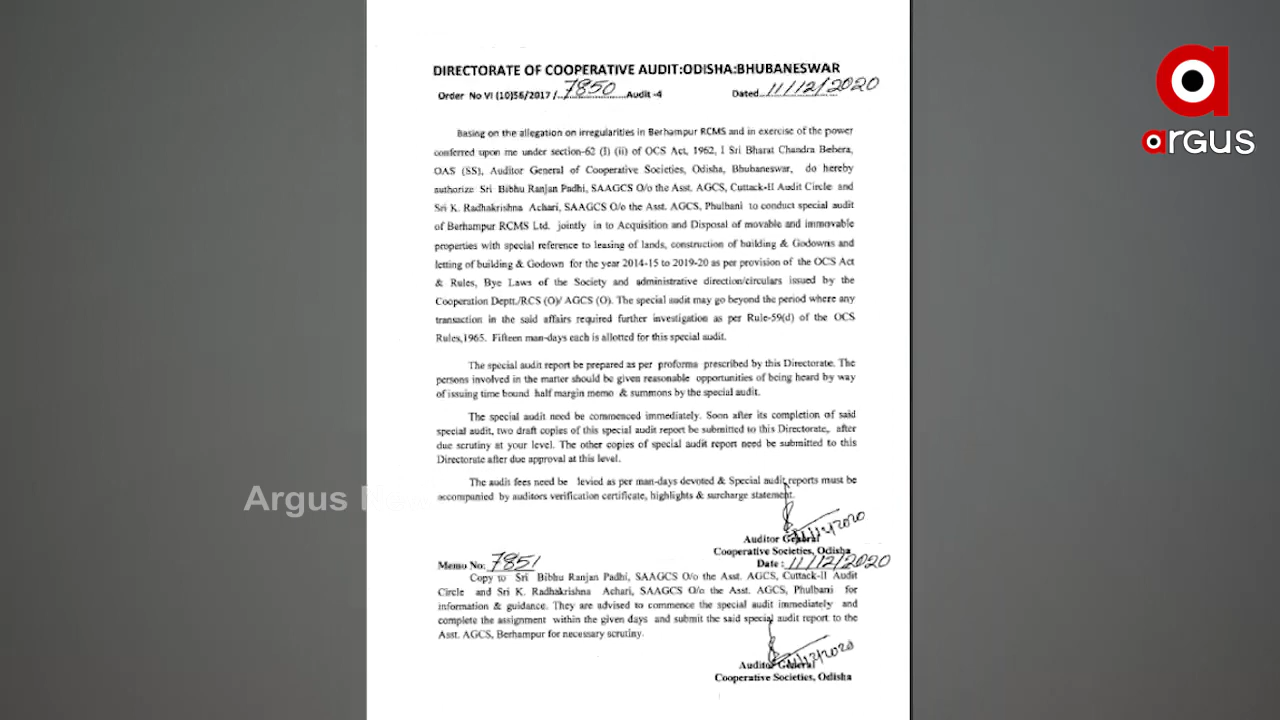 DIRECTORATE OF COOPERATIVE AUDIT:ODISHA:BHUBANESWAR
Order No VI (10)56/2017 / 7850 Audit -4 Dated 11/12/2020
Basing on the allegation on irregularities in Berhampur RCMS and in exercise of the power
conferred upon me under section-62 (I) (ii) of OCS Act, 1962, I Sri Bharat Chandra Behera,
OAS (SS), Auditor General of Cooperative Societies, Odisha, Bhubaneswar, do hereby
authorize Sri Bibhu Ranjan Padhi, SAAGCS O/o the Asst. AGCS, Cuttack-II Audit Circle and
Sri K. Radhakrishna Achari, SAAGCS O/o the Asst. AGCS, Phulbani to conduct special audit
of Berhampur RCMS Ltd. jointly in to Acquisition and Disposal of movable and immovable
properties with special reference to leasing of lands, construction of building & Godowns and
letting of building & Godown for the year 2014-15 to 2019-20 as per provision of the OCS Act
& Rules, Bye Laws of the Society and administrative direction/circulars issued by the
Cooperation Deptt./RCS (O)/ AGCS (O). The special audit may go beyond the period where any
transaction in the said affairs required further investigation as per Rule-59(d) of the OCS
Rules,1965. Fifteen man-days each is allotted for this special audit.
The special audit report be prepared as per proforma prescribed by this Directorate. The
persons involved in the matter should be given reasonable opportunities of being heard by way
of issuing time bound half margin memo & summons by the special audit.
The special audit need be commenced immediately. Soon after its completion of said
special audit, two draft copies of this special audit report be submitted to this Directorate, after
due scrutiny at your level. The other copies of special audit report need be submitted to this
Directorate after due approval at this level.
The audit fees need be levied as per man-days devoted & Special audit reports must be
accompanied by auditors verification certificate, highlights & surcharge statement.
11/12/2020
Auditor General
Cooperative Societies, Odisha
Memo No: 7851 Date : 11/12/2020
Copy to Sri Bibhu Ranjan Padhi, SAAGCS O/o the Asst. AGCS, Cuttack-II Audit
Circle and Sri K. Radhakrishna Achari, SAAGCS O/o the Asst. AGCS, Phulbani for
information & guidance. They are advised to commence the special audit immediately and
complete the assignment within the given days and submit the said special audit report to the
Asst. AGCS, Berhampur for necessary scrutiny.
11/12/2020
Auditor General
Cooperative Societies, Odisha
argus
Argus News